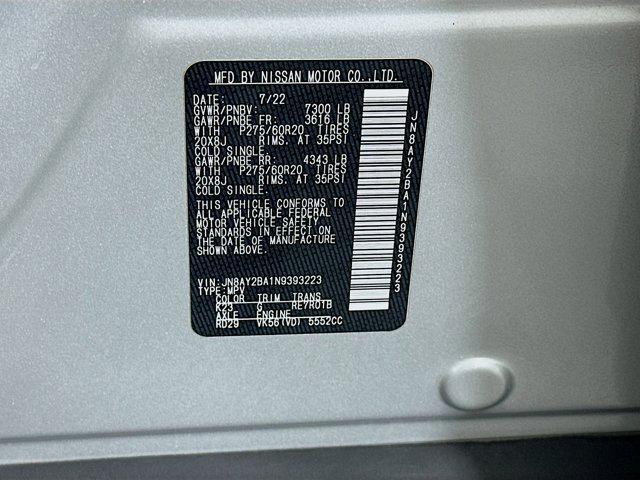 MFD BY NISSAN MOTOR CO.,LTD.
DATE: 7/22
GVWR/PNBV: 7300 LB
GAWR/PNBE FR: 3616 LB
WITH P275/60R20 TIRES
20X8J RIMS. AT 35PSI
COLD SINGLE.
GAWR/PNBE RR: 4343 LB
WITH P275/60R20 TIRES
20X8J RIMS. AT 35PSI
COLD SINGLE.
THIS VEHICLE CONFORMS TO
ALL APPLICABLE FEDERAL
MOTOR VEHICLE SAFETY
STANDARDS IN EFFECT ON
THE DATE OF MANUFACTURE
SHOWN ABOVE.
VIN: JN8AY2BA1N9393223
TYPE: MPV
COLOR TRIM TRANS
K23 G RE7R01B
AXLE ENGINE
RD29 VK56(VD) 5552CC
JN8AY2BA1N9393223